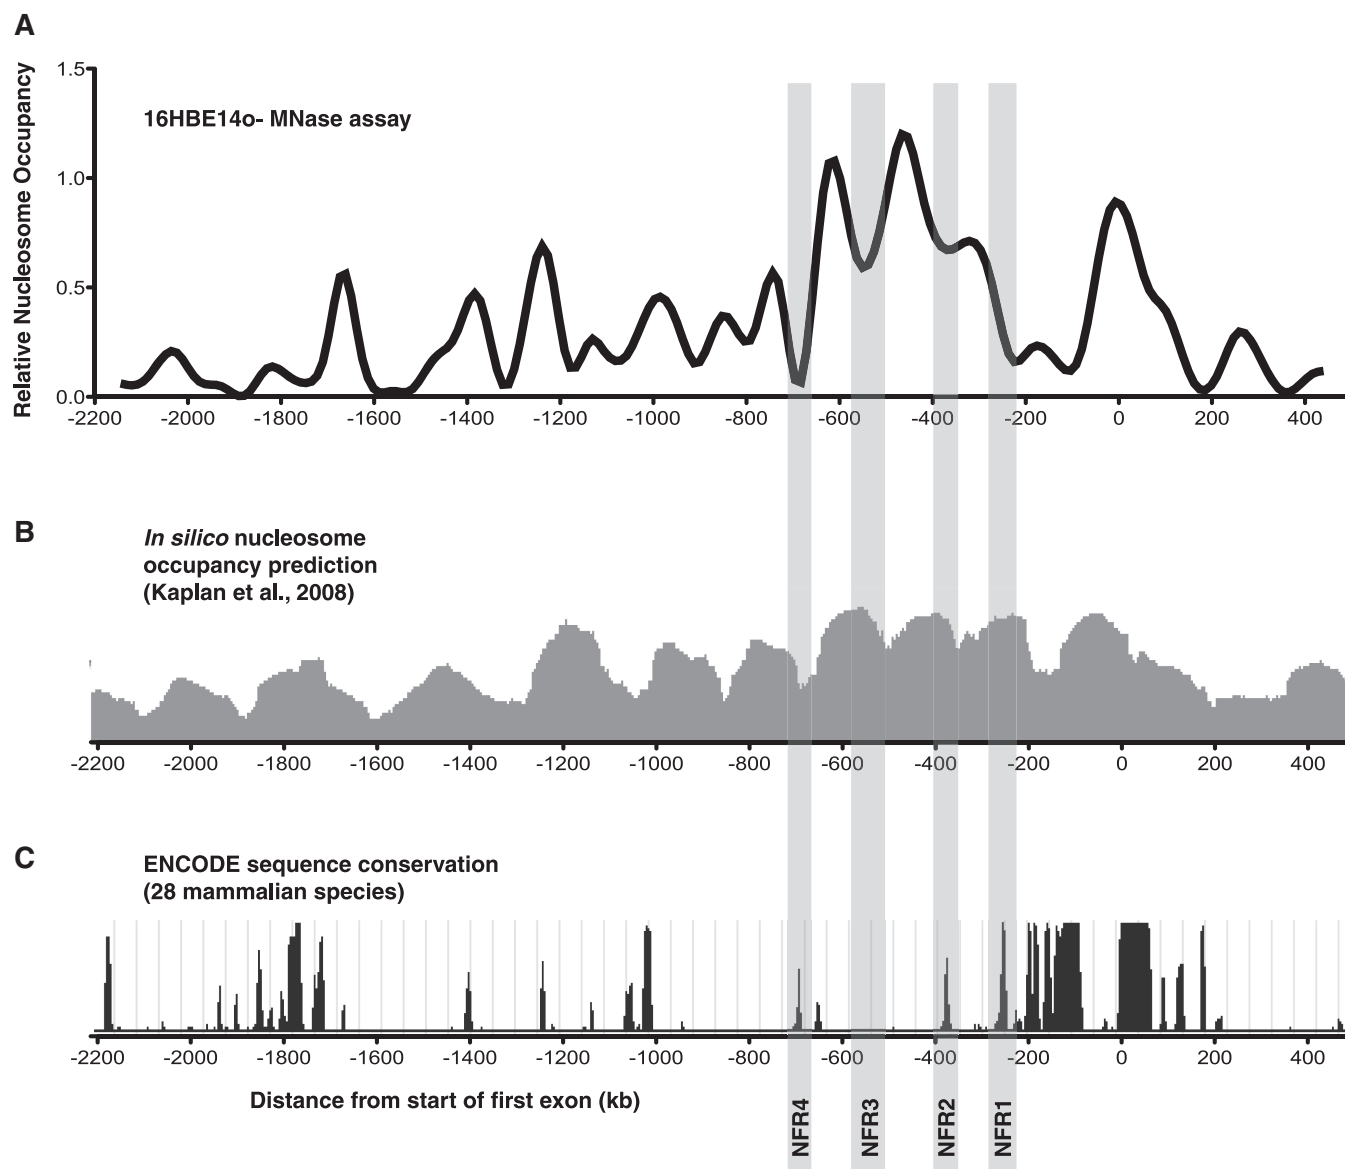 A
Relative Nucleosome Occupancy
1.5
1.0
0.5
0.0
16HBE14o- MNase assay
-2200 -2000 -1800 -1600 -1400 -1200 -1000 -800 -600 -400 -200 0 200 400
B
In silico nucleosome
occupancy prediction
(Kaplan et al., 2008)
-2200 -2000 -1800 -1600 -1400 -1200 -1000 -800 -600 -400 -200 0 200 400
C
ENCODE sequence conservation
(28 mammalian species)
-2200 -2000 -1800 -1600 -1400 -1200 -1000 -800 -600 -400 -200 0 200 400
Distance from start of first exon (kb)
NFR4
NFR3
NFR2
NFR1